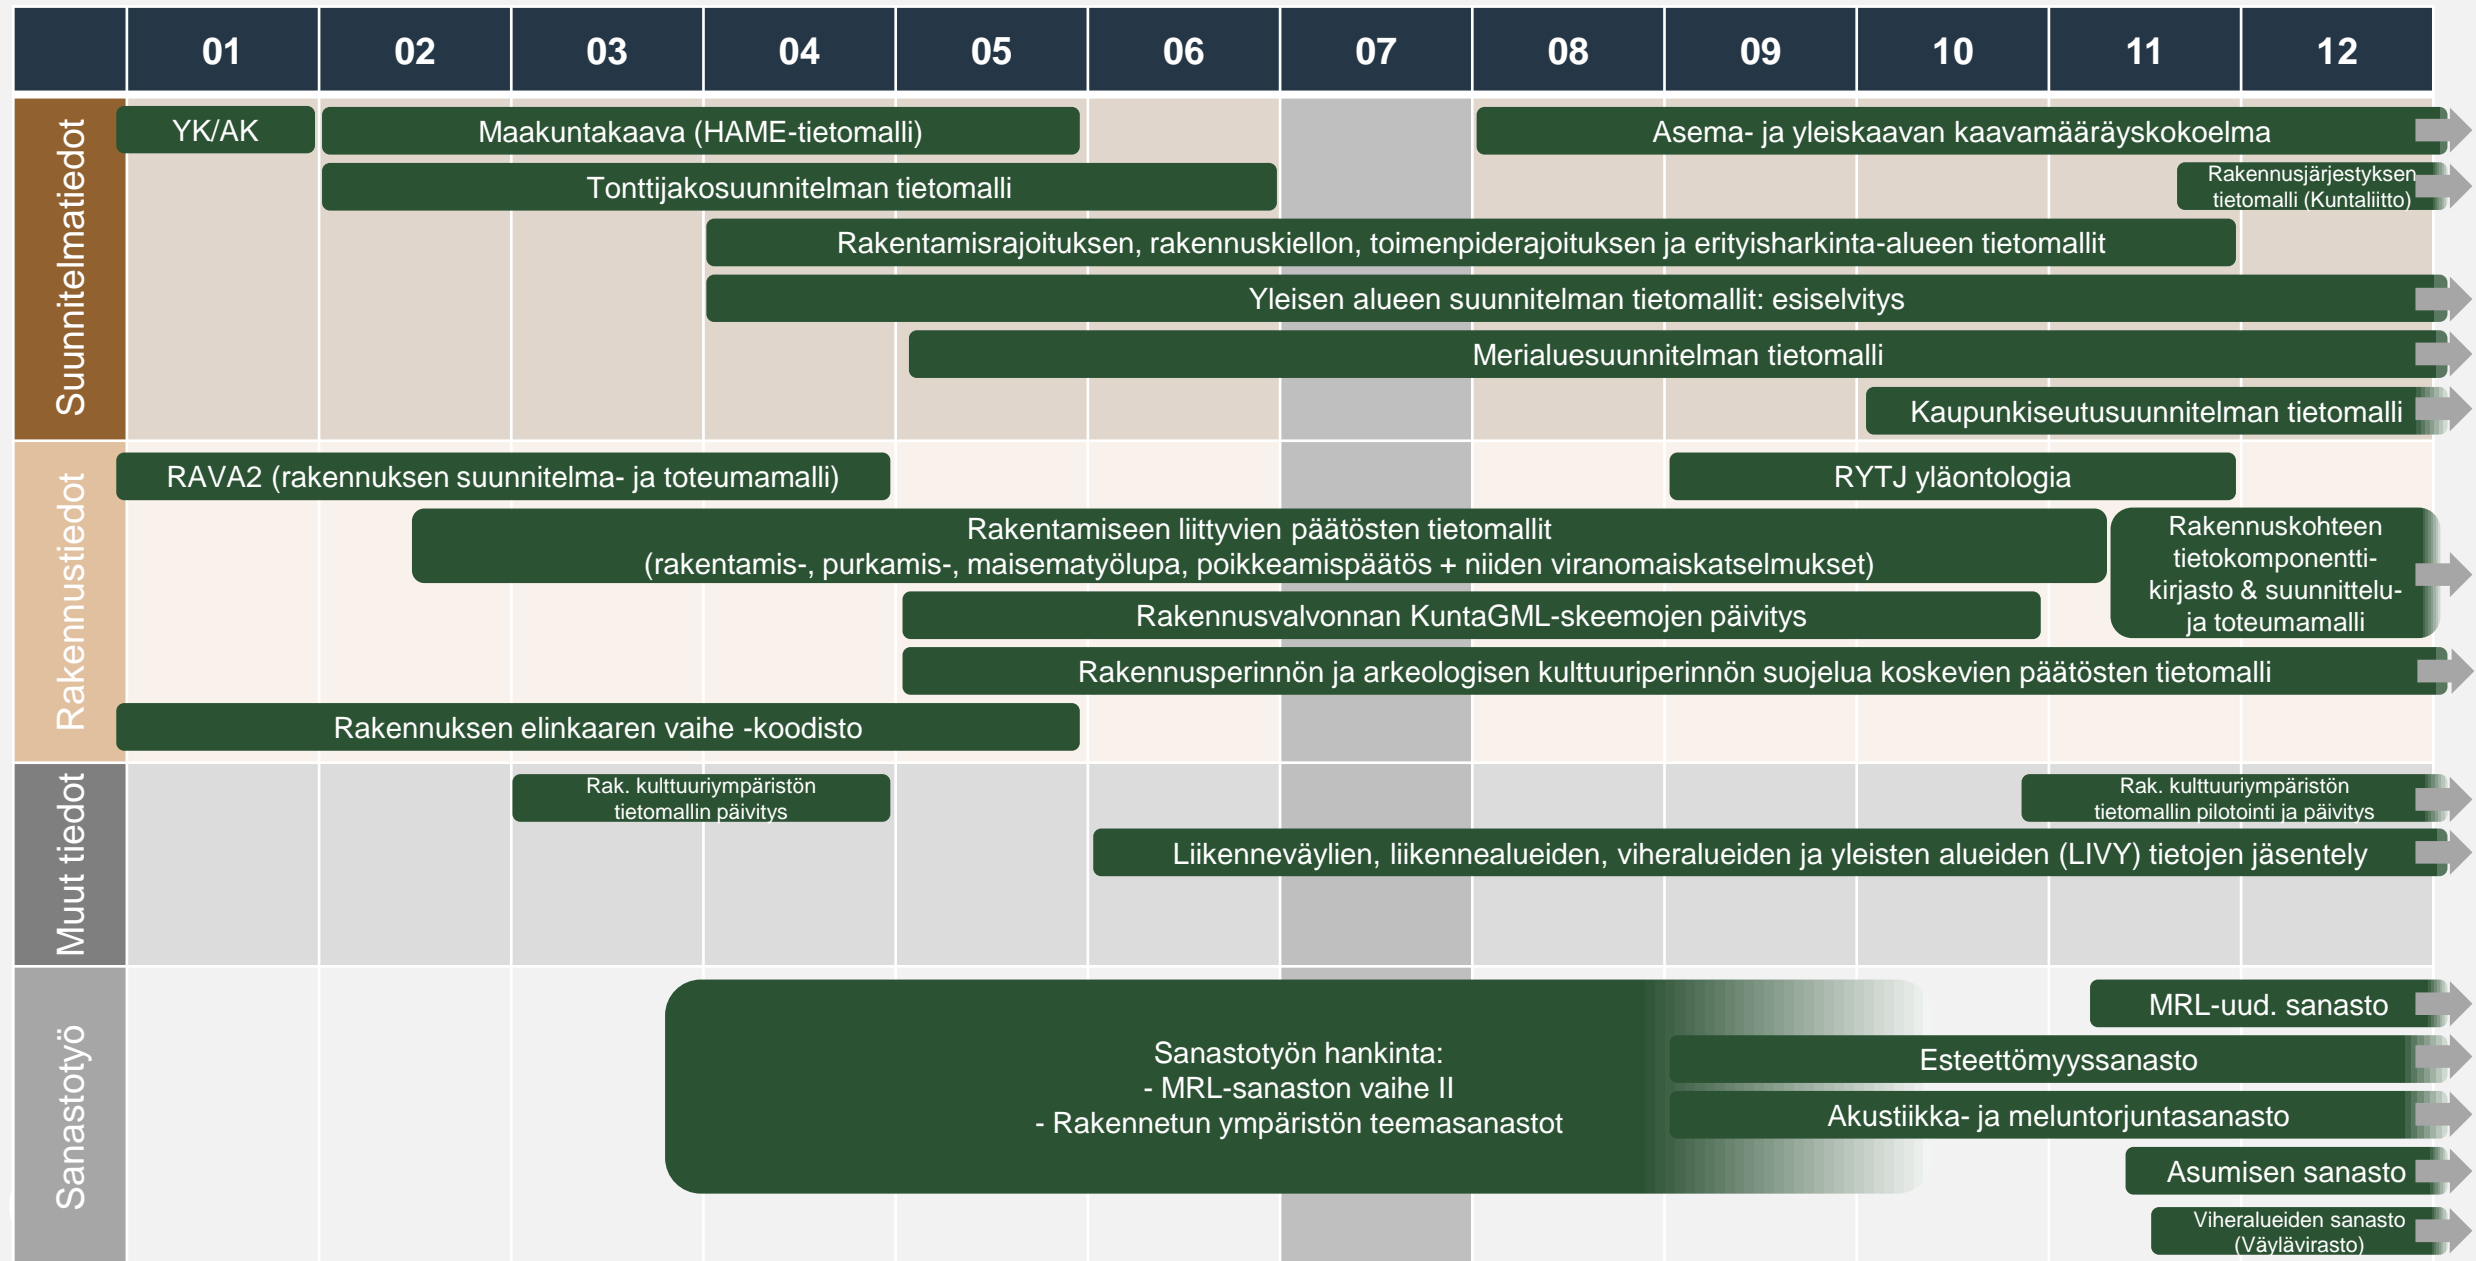 01 02 03 04 05 06 07 08 09 10 11 12
Suunnitelmatiedot
YK/AK
Maakuntakaava (HAME-tietomalli)
Asema- ja yleiskaavan kaavamääräyskokoelma
Tonttijakosuunnitelman tietomalli
Rakennusjärjestyksen
tietomalli (Kuntaliitto)
Rakentamisrajoituksen, rakennuskiellon, toimenpiderajoituksen ja erityisharkinta-alueen tietomallit
Yleisen alueen suunnitelman tietomallit: esiselvitys
Merialuesuunnitelman tietomalli
Kaupunkiseutusuunnitelman tietomalli
Rakennustiedot
RAVA2 (rakennuksen suunnitelma- ja toteumamalli)
RYTJ yläontologia
Rakentamiseen liittyvien päätösten tietomallit
(rakentamis-, purkamis-, maisematyölupa, poikkeamispäätös + niiden viranomaiskatselmukset)
Rakennuskohteen
tietokomponentti-
kirjasto & suunnittelu-
ja toteumamalli
Rakennusvalvonnan KuntaGML-skeemojen päivitys
Rakennusperinnön ja arkeologisen kulttuuriperinnön suojelua koskevien päätösten tietomalli
Rakennuksen elinkaaren vaihe -koodisto
Muut tiedot
Rak. kulttuuriympäristön
tietomallin päivitys
Rak. kulttuuriympäristön
tietomallin pilotointi ja päivitys
Liikenneväylien, liikennealueiden, viheralueiden ja yleisten alueiden (LIVY) tietojen jäsentely
Sanastotyö
Sanastotyön hankinta:
- MRL-sanaston vaihe II
- Rakennetun ympäristön teemasanastot
MRL-uud. sanasto
Esteettömyyssanasto
Akustiikka- ja meluntorjuntasanasto
Asumisen sanasto
Viheralueiden sanasto
(Väylävirasto)